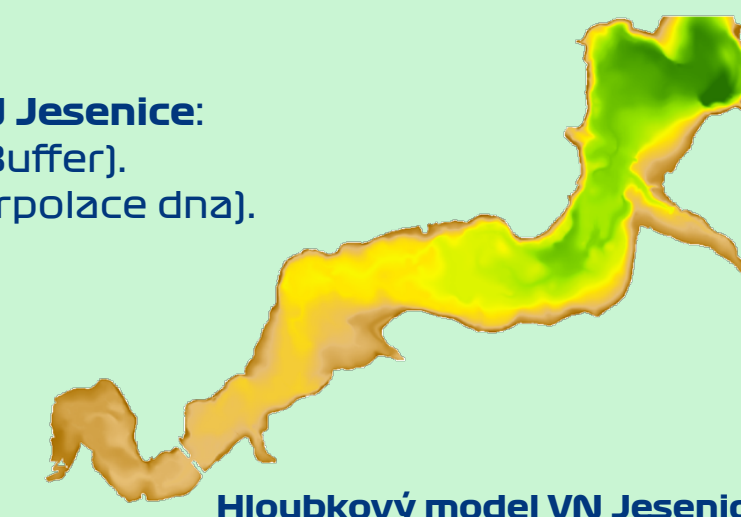 Jesenice:
Buffer).
rpolace dna).
Hloubkový model VN Jesenic